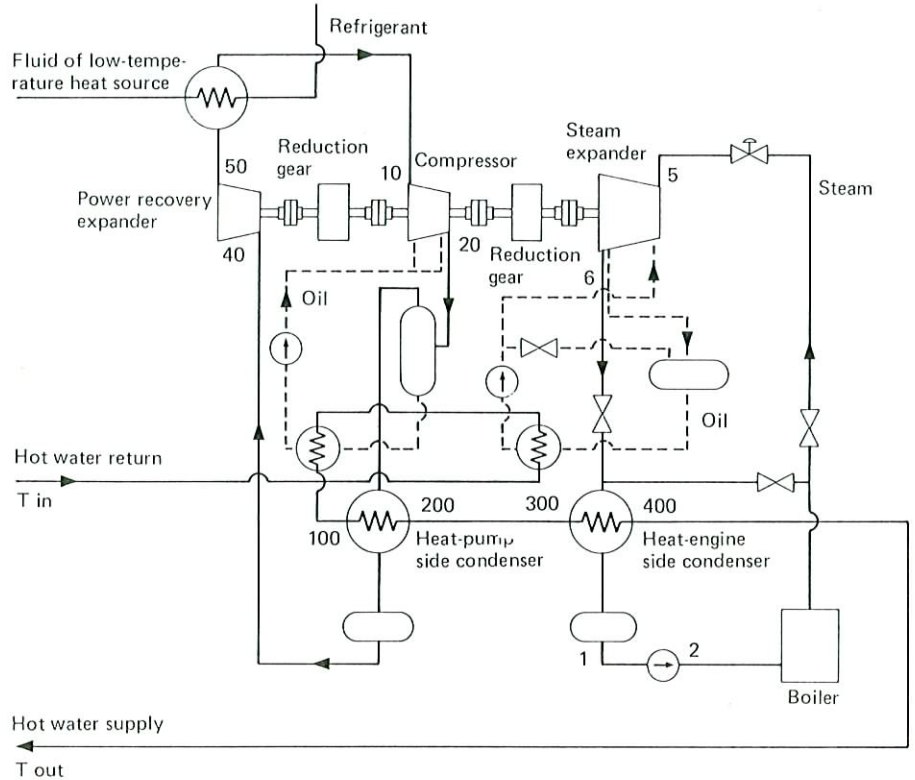 Refrigerant
Fluid of low-tempe-
rature heat source
Steam
expander
Reduction
gear
50
10
Compressor
5
Steam
Power recovery
expander
40
20
Reduction
gear
6
Oil
Oil
Hot water return
T in
200
300
400
100
Heat-pump
side condenser
Heat-engine
side condenser
1
2
Boiler
Hot water supply
T out